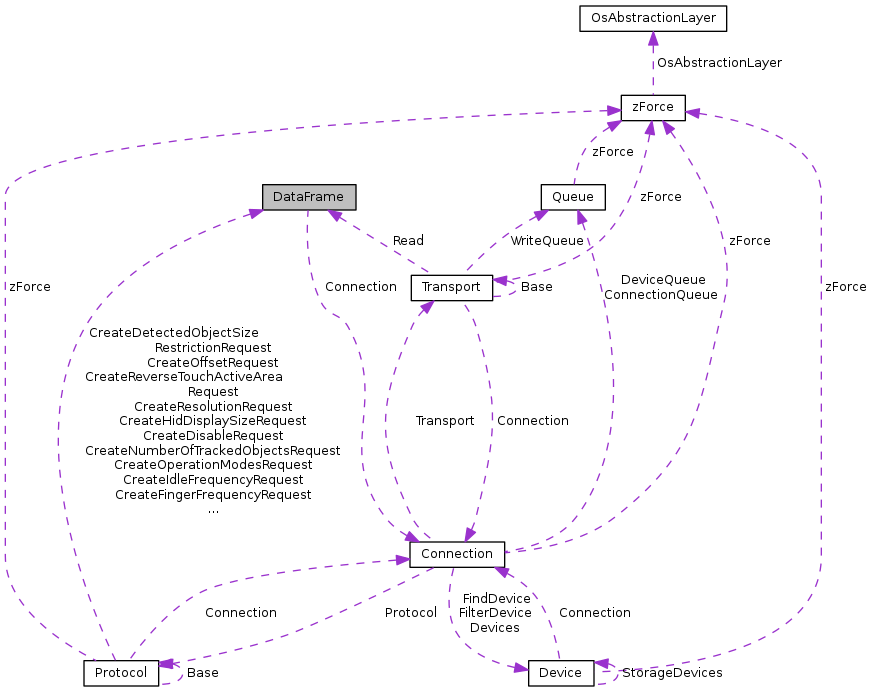 OsAbstractionLayer
OsAbstractionLayer
zForce
zForce
DataFrame
Queue
zForce
Read
WriteQueue
zForce
zForce
Connection
Transport
Base
DeviceQueue
ConnectionQueue
zForce
CreateDetectedObjectSize
RestrictionRequest
CreateOffsetRequest
CreateReverseTouchActiveArea
Request
CreateResolutionRequest
CreateHidDisplaySizeRequest
CreateDisableRequest
CreateNumberOfTrackedObjectsRequest
CreateOperationModesRequest
CreateIdleFrequencyRequest
CreateFingerFrequencyRequest
...
Transport
Connection
Connection
Connection
Protocol
FindDevice
FilterDevice
Devices
Connection
Protocol
Base
Device
StorageDevices